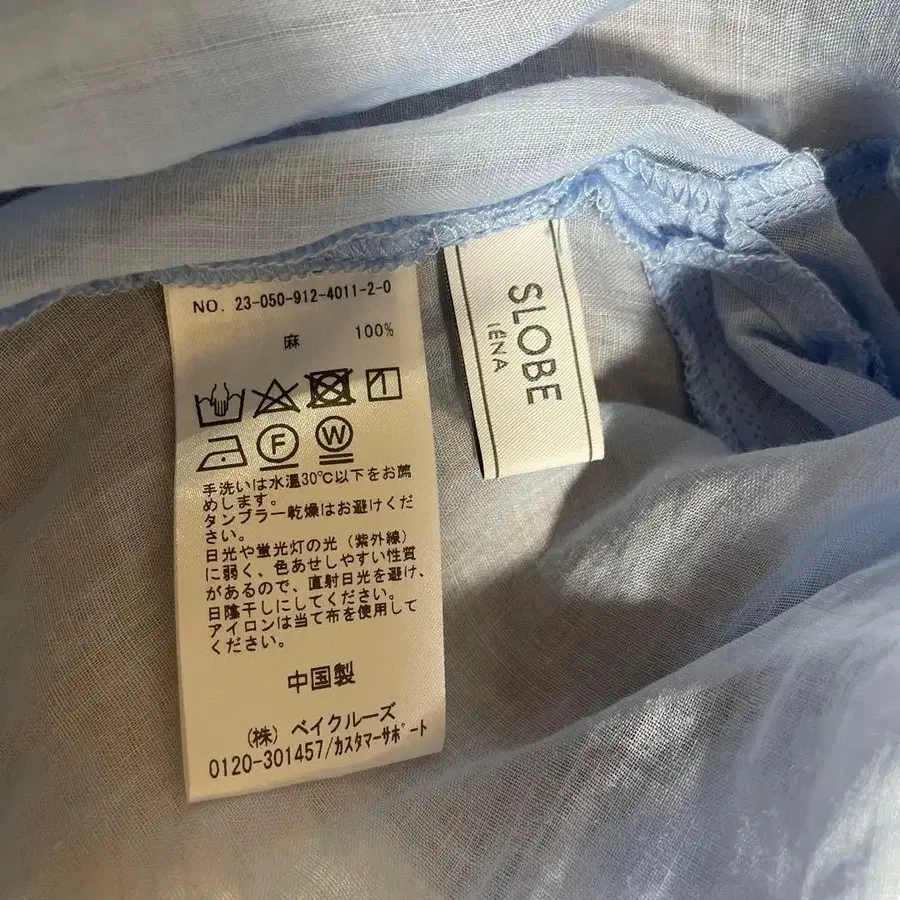 NO. 23-050-912-4011-2-0
麻 100%
F W
手洗いは水温30℃以下をお薦
めします。
タンブラー乾燥はお避けくだ
さい。
日光や蛍光灯の光（紫外線）
に弱く、色あせしやすい性質
があるので、直射日光を避け、
日陰干しにしてください。
アイロンは当て布を使用して
ください。
中国製
（株）ベイクルーズ
0120-301457/カスタマーサポート
SLOBE
IÉNA